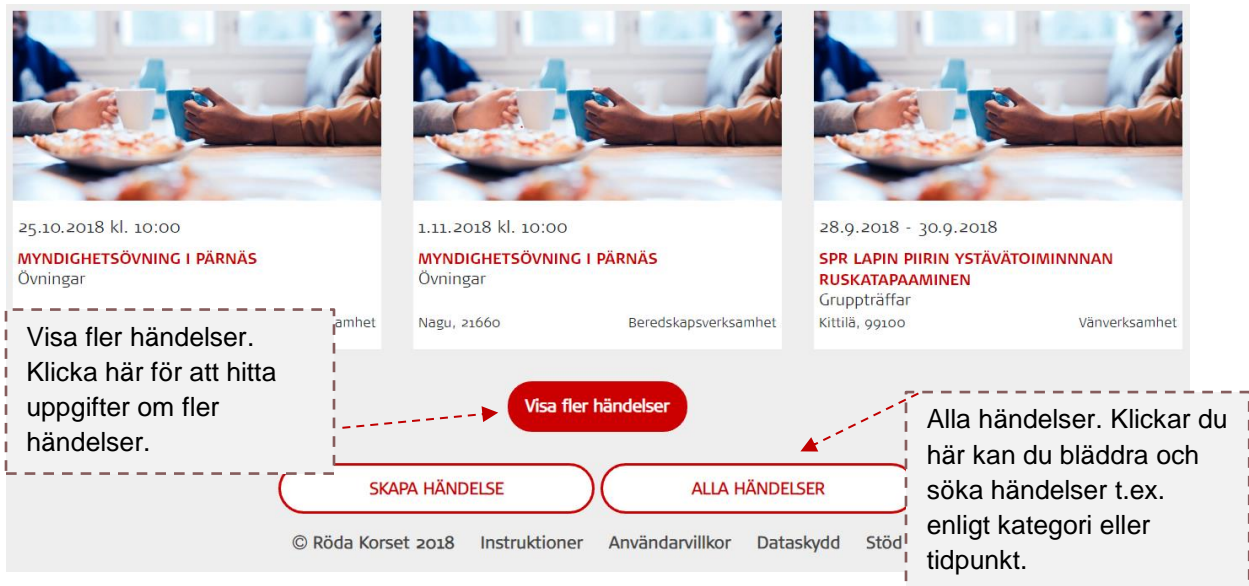 25.10.2018 kl. 10:00
MYNDIGHETSÖVNING I PÄRNÄS
Övningar
amhet
1.11.2018 kl. 10:00
MYNDIGHETSÖVNING I PÄRNÄS
Övningar
Nagu, 21660 Beredskapsverksamhet
28.9.2018 - 30.9.2018
SPR LAPIN PIIRIN YSTÄVÄTOIMINNNAN
RUSKATAPAAMINEN
Gruppträffar
Kittilä, 99100 Vänverksamhet
Visa fler händelser.
Klicka här för att hitta
uppgifter om fler
händelser.
Visa fler händelser
Alla händelser. Klickar du
här kan du bläddra och
söka händelser t.ex.
enligt kategori eller
tidpunkt.
SKAPA HÄNDELSE
ALLA HÄNDELSER
© Röda Korset 2018 Instruktioner Användarvillkor Dataskydd Stöd